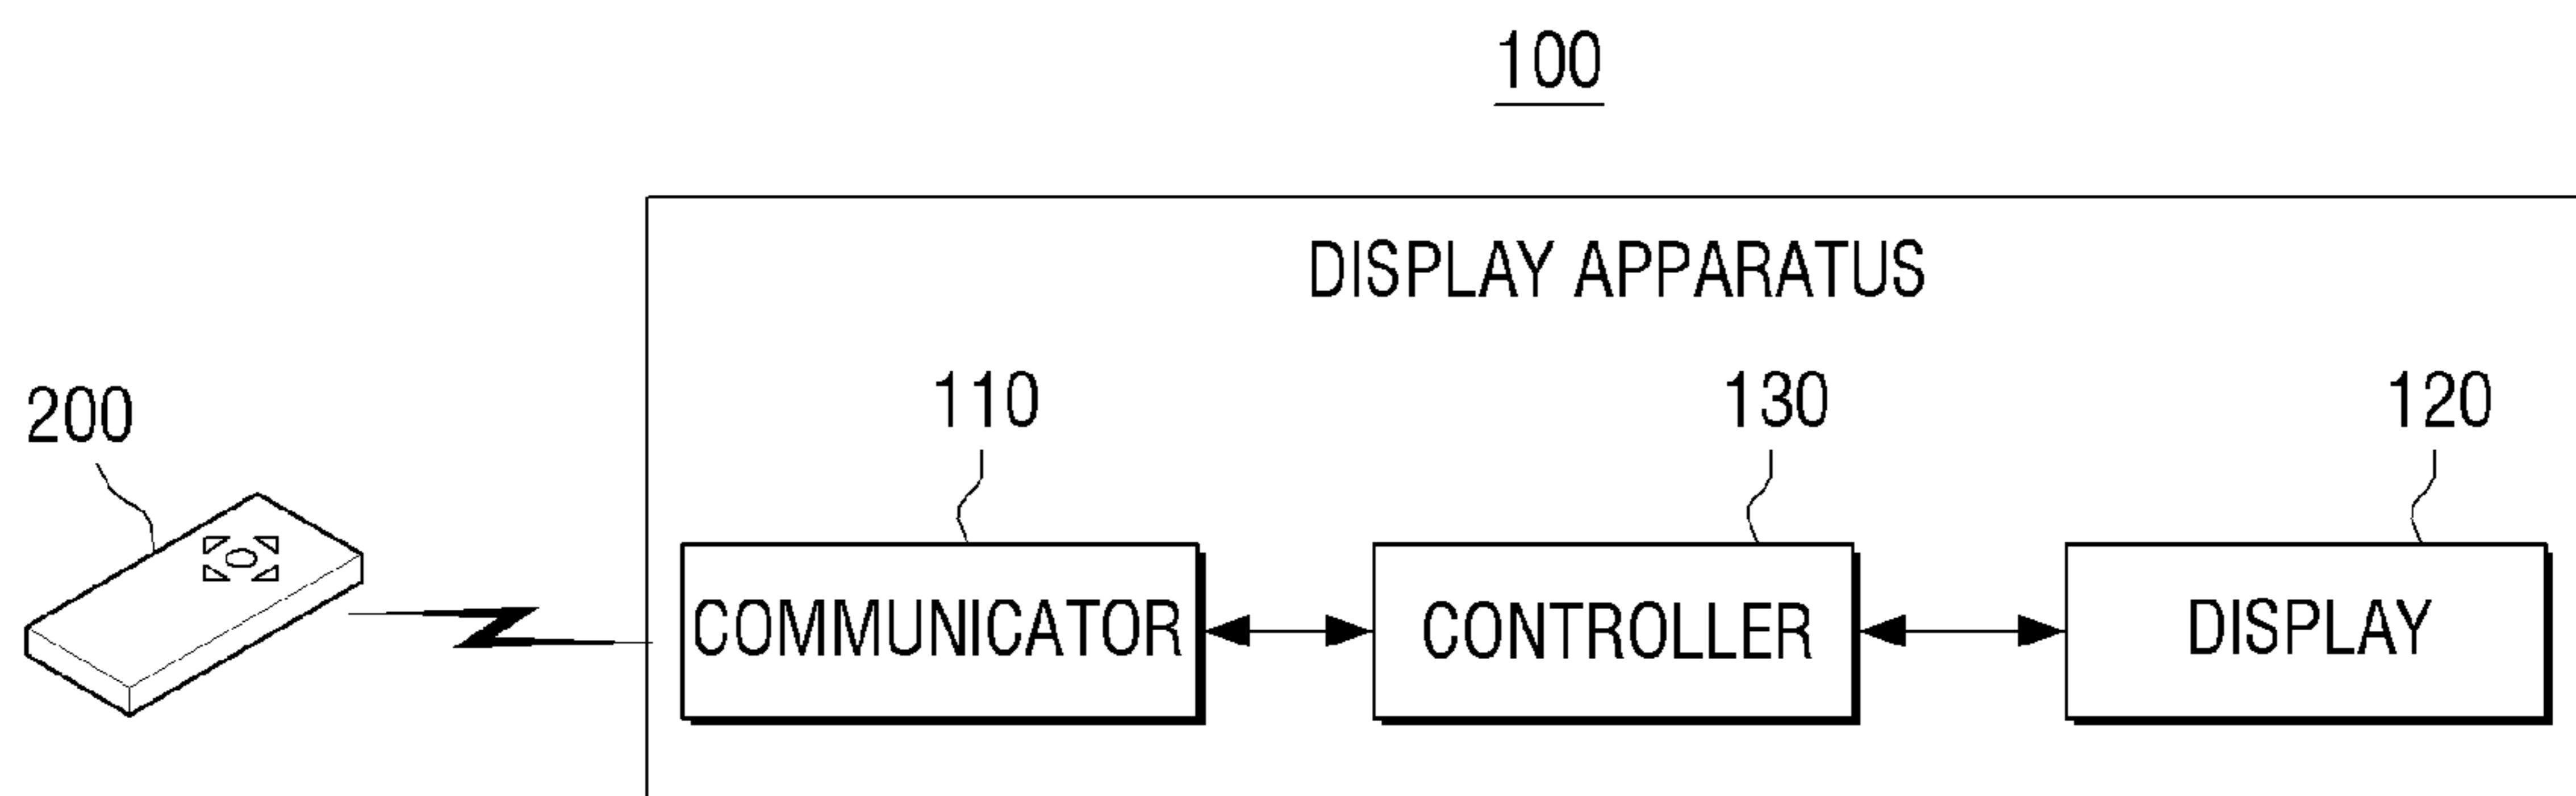 100
DISPLAY APPARATUS
200
110
130
120
COMMUNICATOR
CONTROLLER
DISPLAY